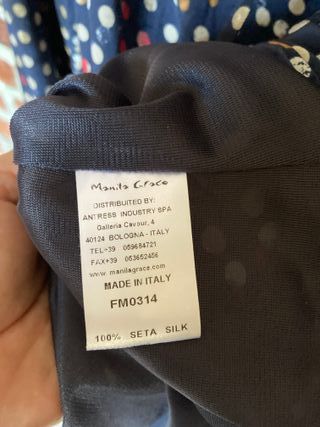 Manila Grace
DISTRIBUTED BY:
ANTRESS INDUSTRY SPA
Galleria Cavour, 4
40124 BOLOGNA - ITALY
TEL+39 059684721
FAX+39 053652456
www. manilagrace.com
MADE IN ITALY
FM0314
100% SETA SILK